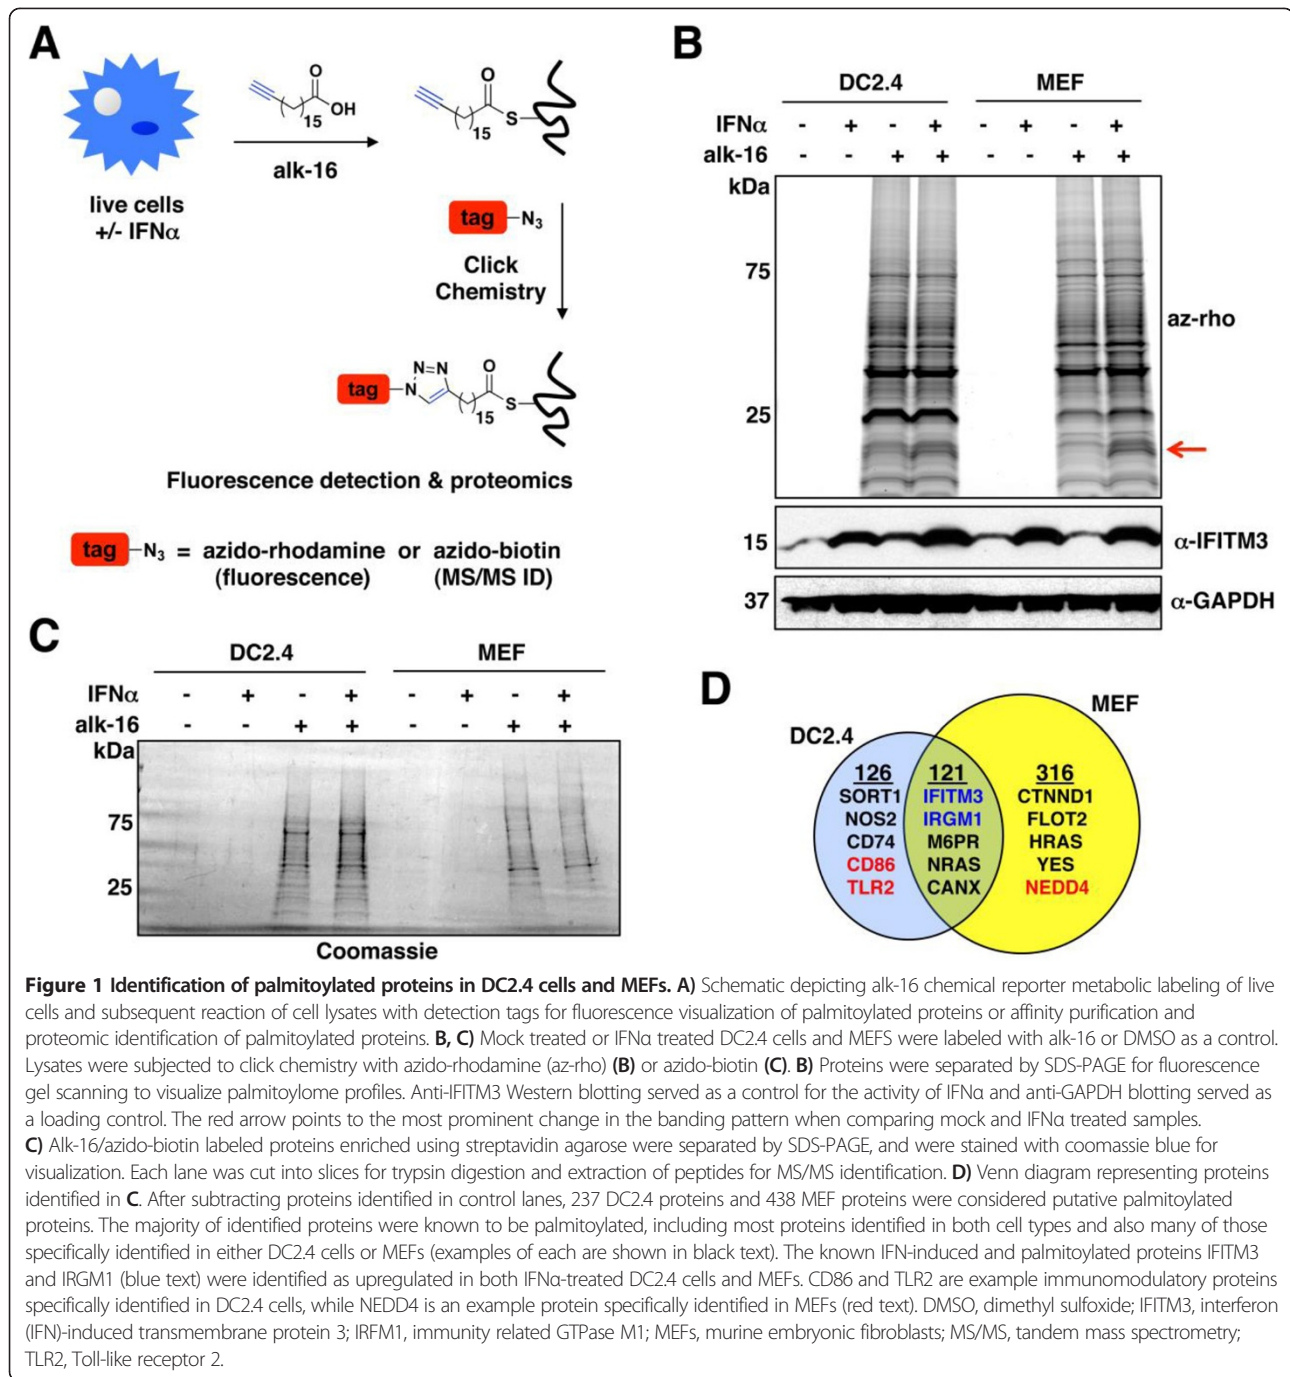 A
O
OH
15
alk-16
live cells
+/- IFNα
O
S
15
tag –N3
Click
Chemistry
N=N
tag –N
O
S
15
Fluorescence detection & proteomics
tag –N3 = azido-rhodamine or azido-biotin
(fluorescence) (MS/MS ID)
B
DC2.4 MEF
IFNα - + - + - + - +
alk-16 - - + + - - + +
kDa
75
az-rho
25
15 α-IFITM3
37 α-GAPDH
C
DC2.4 MEF
IFNα - + - + - + - +
alk-16 - - + + - - + +
kDa
75
25
Coomassie
D
MEF
DC2.4
126 121 316
SORT1 IFITM3 CTNND1
NOS2 IRGM1 FLOT2
CD74 M6PR HRAS
CD86 NRAS YES
TLR2 CANX NEDD4
Figure 1 Identification of palmitoylated proteins in DC2.4 cells and MEFs. A) Schematic depicting alk-16 chemical reporter metabolic labeling of live
cells and subsequent reaction of cell lysates with detection tags for fluorescence visualization of palmitoylated proteins or affinity purification and
proteomic identification of palmitoylated proteins. B, C) Mock treated or IFNα treated DC2.4 cells and MEFS were labeled with alk-16 or DMSO as a control.
Lysates were subjected to click chemistry with azido-rhodamine (az-rho) (B) or azido-biotin (C). B) Proteins were separated by SDS-PAGE for fluorescence
gel scanning to visualize palmitoylome profiles. Anti-IFITM3 Western blotting served as a control for the activity of IFNα and anti-GAPDH blotting served as
a loading control. The red arrow points to the most prominent change in the banding pattern when comparing mock and IFNα treated samples.
C) Alk-16/azido-biotin labeled proteins enriched using streptavidin agarose were separated by SDS-PAGE, and were stained with coomassie blue for
visualization. Each lane was cut into slices for trypsin digestion and extraction of peptides for MS/MS identification. D) Venn diagram representing proteins
identified in C. After subtracting proteins identified in control lanes, 237 DC2.4 proteins and 438 MEF proteins were considered putative palmitoylated
proteins. The majority of identified proteins were known to be palmitoylated, including most proteins identified in both cell types and also many of those
specifically identified in either DC2.4 cells or MEFs (examples of each are shown in black text). The known IFN-induced and palmitoylated proteins IFITM3
and IRGM1 (blue text) were identified as upregulated in both IFNα-treated DC2.4 cells and MEFs. CD86 and TLR2 are example immunomodulatory proteins
specifically identified in DC2.4 cells, while NEDD4 is an example protein specifically identified in MEFs (red text). DMSO, dimethyl sulfoxide; IFITM3, interferon
(IFN)-induced transmembrane protein 3; IRFM1, immunity related GTPase M1; MEFs, murine embryonic fibroblasts; MS/MS, tandem mass spectrometry;
TLR2, Toll-like receptor 2.